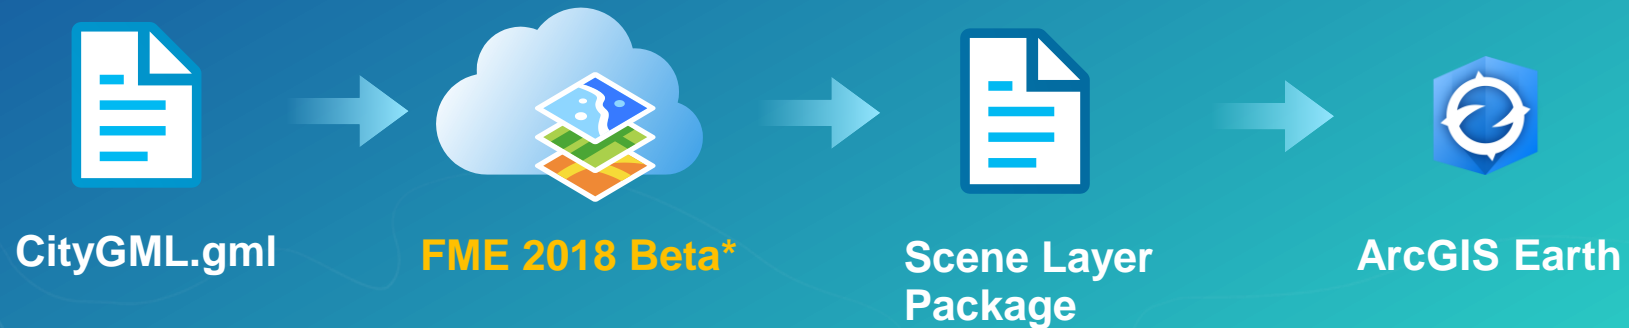 CityGML.gml
FME 2018 Beta*
Scene Layer
Package
ArcGIS Earth